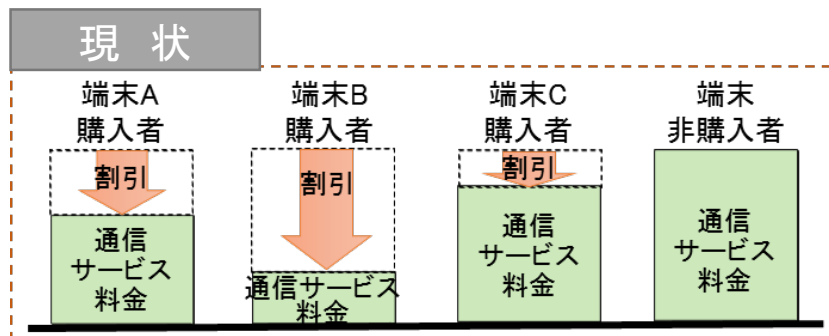 現 状
端末A
購入者
端末B
購入者
端末C
購入者
端末
非購入者
割引
割引
割引
通信
サービス
料金
通信サービス
料金
通信
サービス
料金
通信
サービス
料金